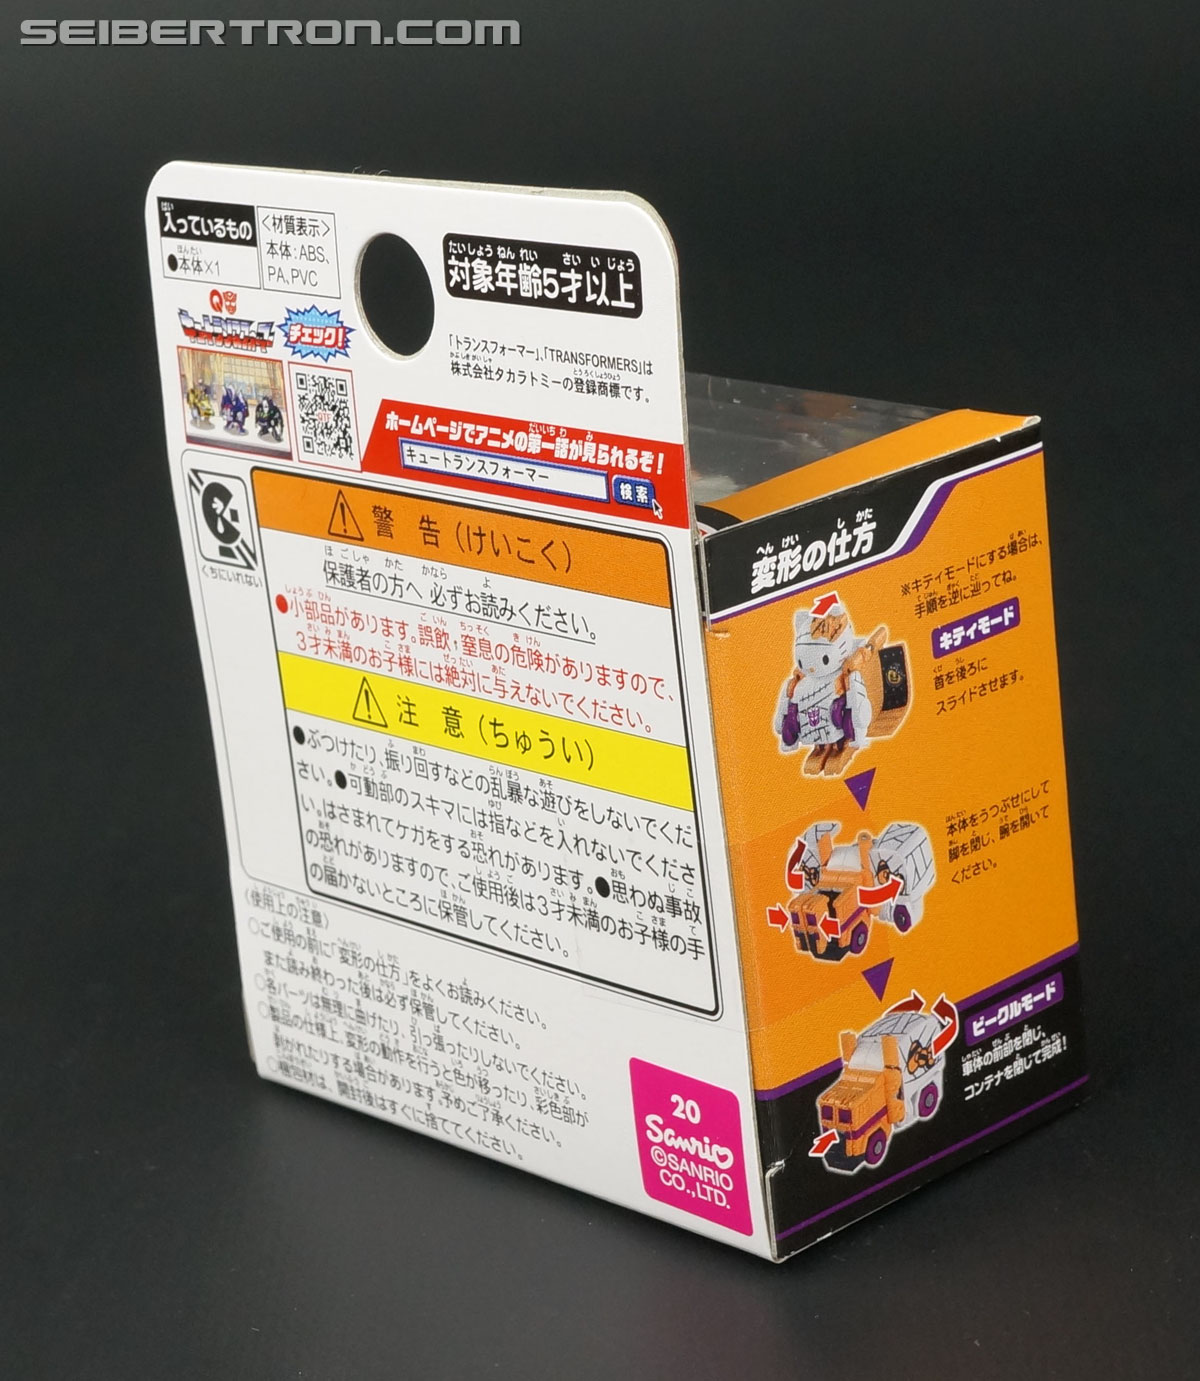 SEIBERTRON.com
入っているもの
●本体×1
<材質表示>
本体:ABS、
PA、PVC
対象年齢5才以上
「トランスフォーマー」、「TRANSFORMERS」は
株式会社タカラトミーの登録商標です。
Q
キュートランスフォーマー
チェック!
ホームページでアニメの第一話が見られるぞ!
キュートランスフォーマー
検索
くちにいれない
警告(けいこく)
保護者の方へ 必ずお読みください。
●小部品があります。誤飲・窒息の危険がありますので、
3才未満のお子様には絶対に与えないでください。
注意(ちゅうい)
●ぶつけたり、振り回すなどの乱暴な遊びをしないでくだ
さい。●可動部のスキマには指などを入れないでくださ
い。はさまれてケガをする恐れがあります。●思わぬ事故
の恐れがありますので、ご使用後は3才未満のお子様の手
の届かないところに保管してください。
〈使用上の注意〉
○ご使用の前に「変形の仕方」をよくお読みください。
また読み終わった後は必ず保管してください。
○各パーツは無理に曲げたり、引っ張ったりしないでください。
○製品の仕様上、変形の動作を行うと色が移ったり、彩色部が
剥がれたりする場合があります。予めご了承ください。
○梱包材は、開封後はすぐに捨ててください。
20
Sanrio
©SANRIO
CO.,LTD.
変形の仕方
※キティモードにする場合は、
手順を逆に辿ってね。
キティモード
首を後ろに
スライドさせます。
本体をうつぶせにして
脚を閉じ、腕を開いて
ください。
ビークルモード
車体の前部を閉じ、
コンテナを閉じて完成!